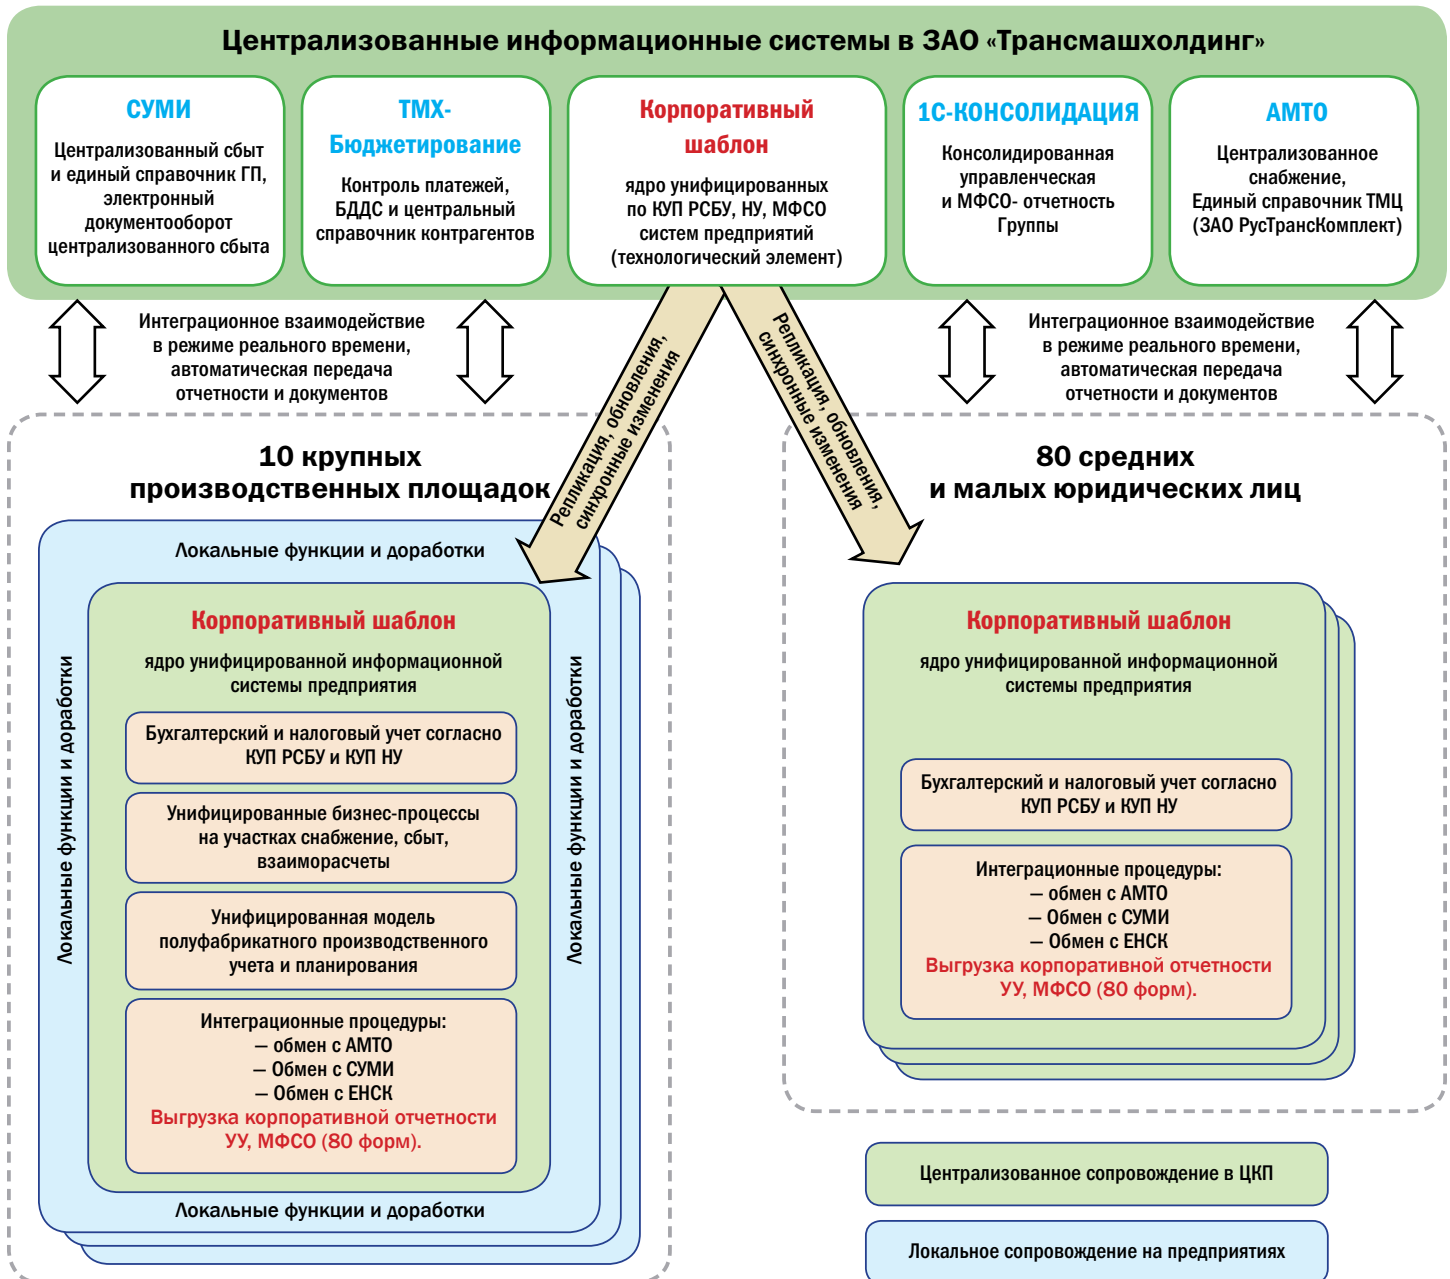 Централизованные информационные системы в ЗАО «Трансмашхолдинг»
СУМИ
Централизованный сбыт
и единый справочник ГП,
электронный
документооборот
централизованного сбыта
ТМХ-
Бюджетирование
Контроль платежей,
БДДС и центральный
справочник контрагентов
Корпоративный
шаблон
ядро унифицированных
по КУП РСБУ, НУ, МФСО
систем предприятий
(технологический элемент)
1С-КОНСОЛИДАЦИЯ
Консолидированная
управленческая
и МФСО- отчетность
Группы
АМТО
Централизованное
снабжение,
Единый справочник ТМЦ
(ЗАО РусТрансКомплект)
Интеграционное взаимодействие
в режиме реального времени,
автоматическая передача
отчетности и документов
Репликация, обновления,
синхронные изменения
Репликация, обновления,
синхронные изменения
Интеграционное взаимодействие
в режиме реального времени,
автоматическая передача
отчетности и документов
10 крупных
производственных площадок
Локальные функции и доработки
Локальные функции и доработки
Корпоративный шаблон
ядро унифицированной информационной
системы предприятия
Бухгалтерский и налоговый учет согласно
КУП РСБУ и КУП НУ
Унифицированные бизнес-процессы
на участках снабжение, сбыт,
взаиморасчеты
Унифицированная модель
полуфабрикатного производственного
учета и планирования
Интеграционные процедуры:
— обмен с АМТО
— Обмен с СУМИ
— Обмен с ЕНСК
Выгрузка корпоративной отчетности
УУ, МФСО (80 форм).
Локальные функции и доработки
Локальные функции и доработки
80 средних
и малых юридических лиц
Корпоративный шаблон
ядро унифицированной информационной
системы предприятия
Бухгалтерский и налоговый учет согласно
КУП РСБУ и КУП НУ
Интеграционные процедуры:
— обмен с АМТО
— Обмен с СУМИ
— Обмен с ЕНСК
Выгрузка корпоративной отчетности
УУ, МФСО (80 форм).
Централизованное сопровождение в ЦКП
Локальное сопровождение на предприятиях